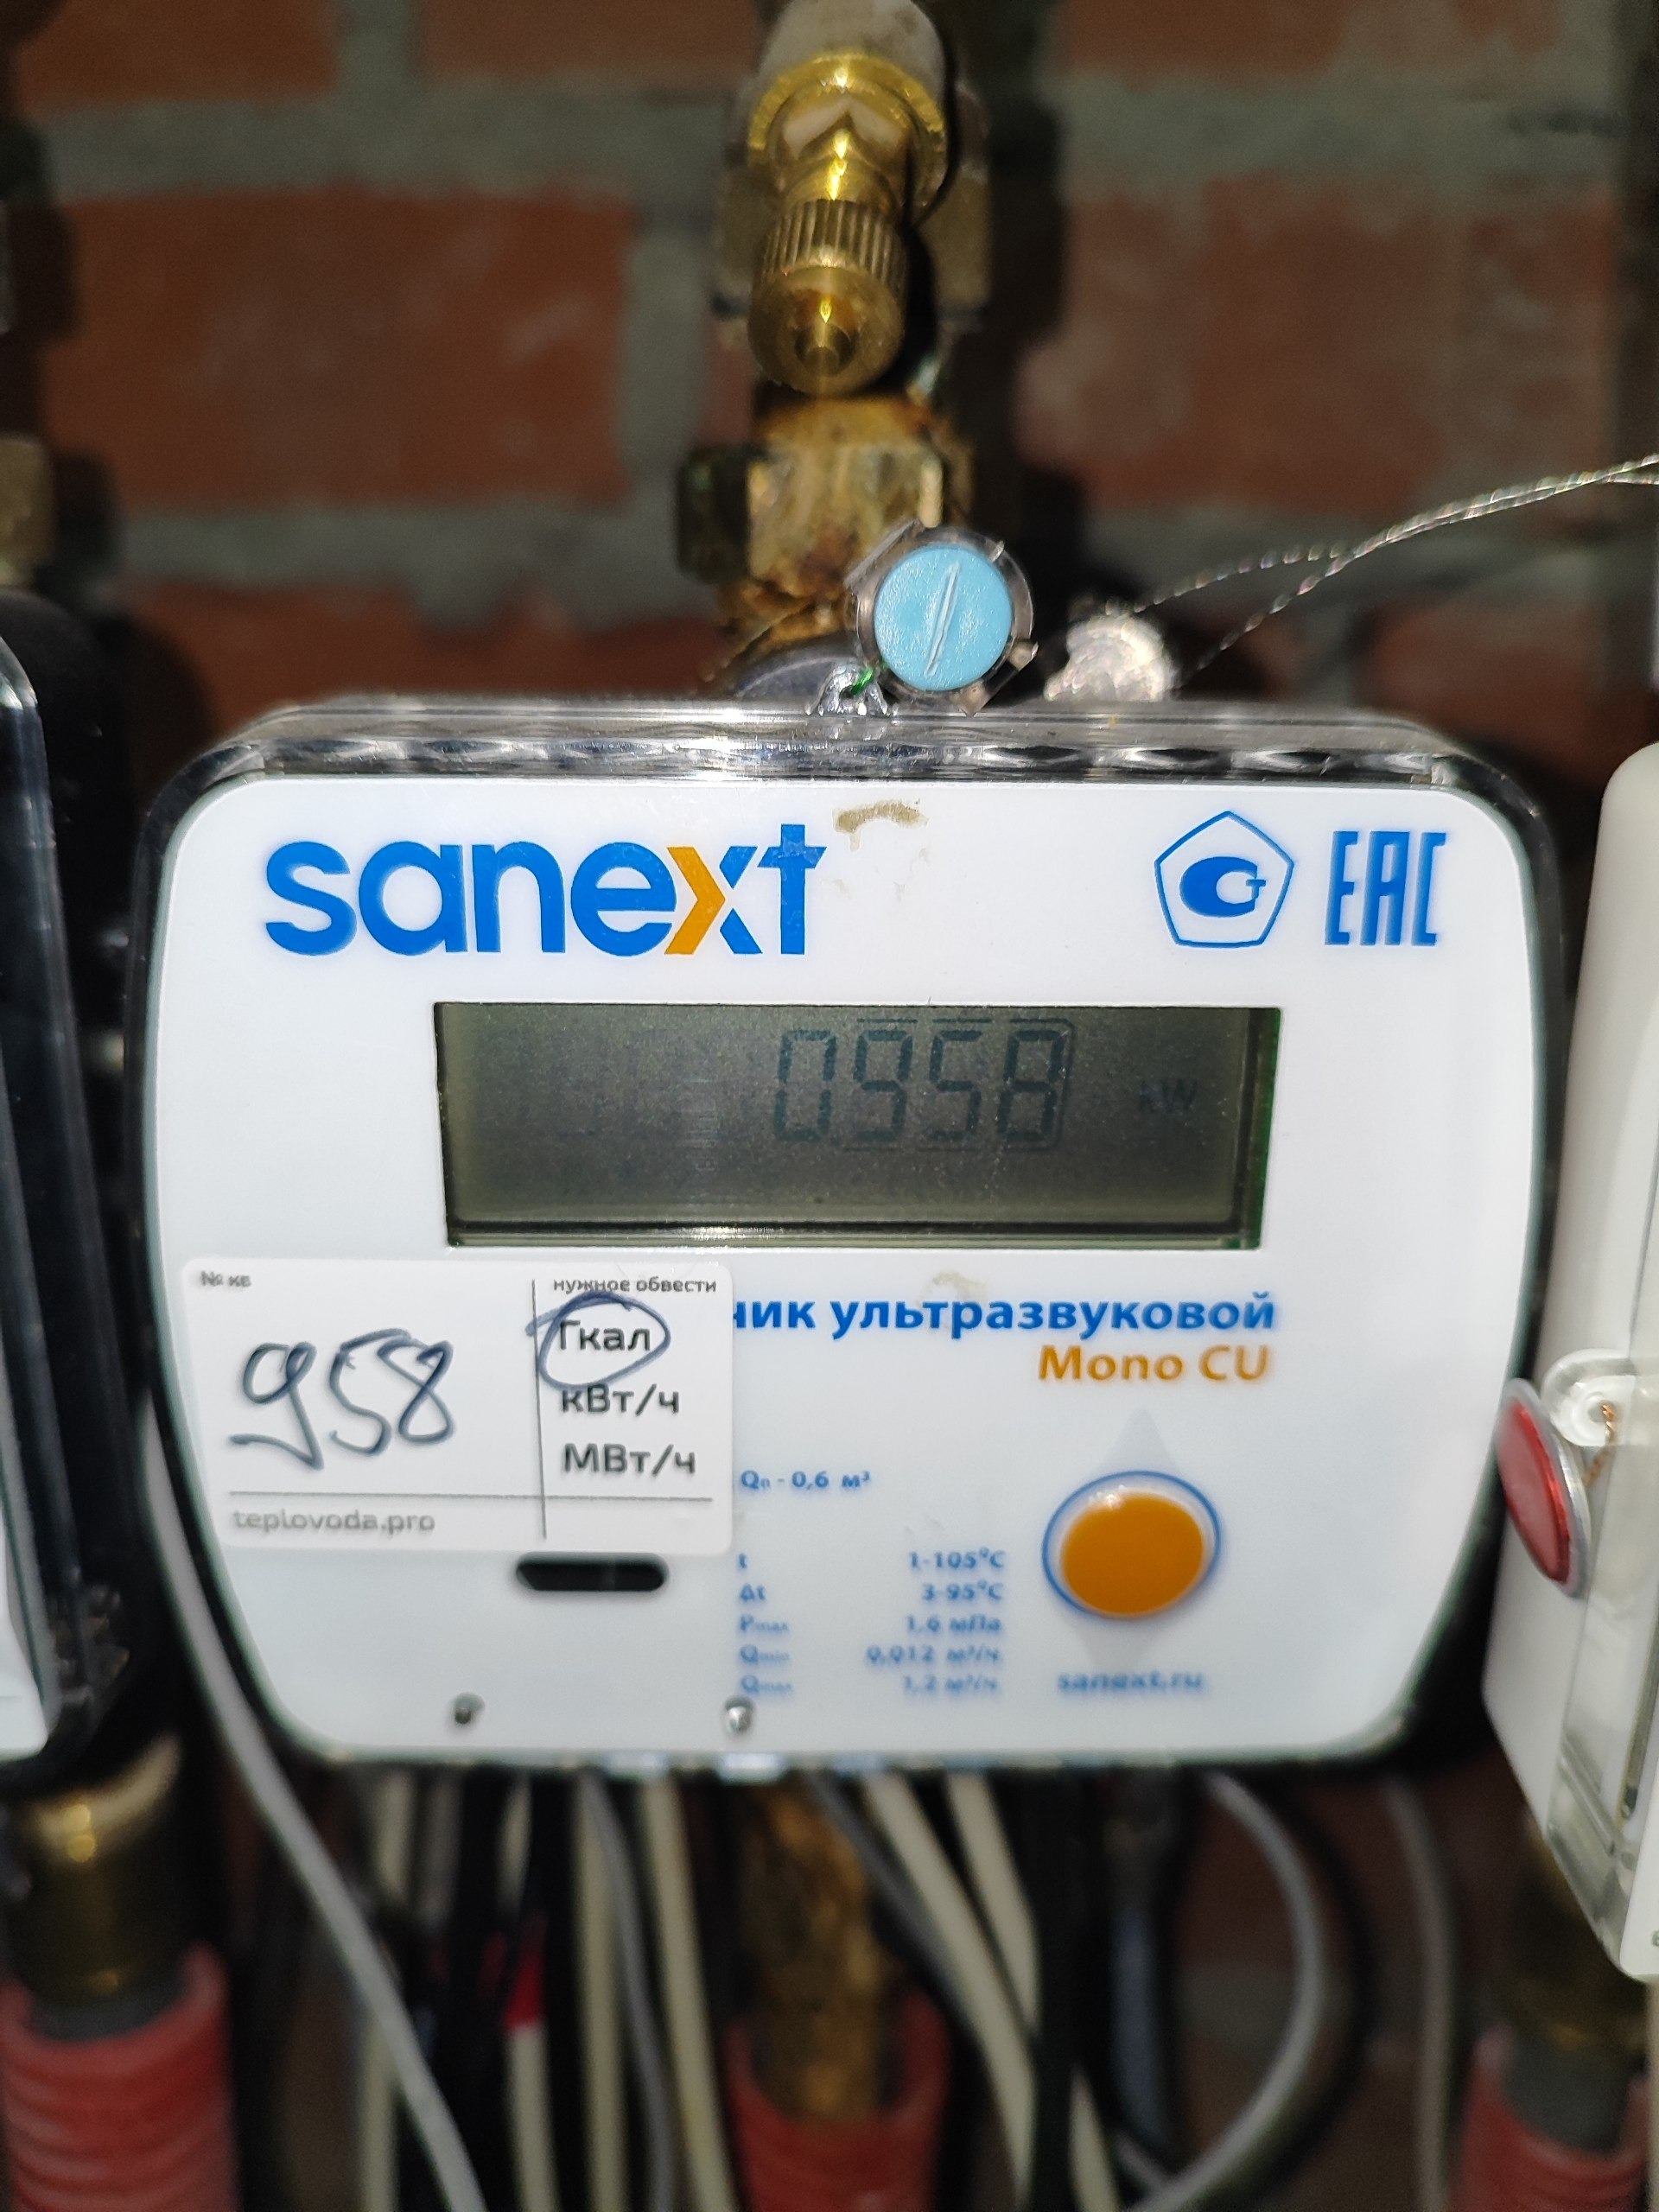 sanext
EAC
0.958 kW
№ кв
нужное обвести
958
Гкал
кВт/ч
МВт/ч
teplovoda.pro
ник ультразвуковой
Mono CU
Qn - 0,6 м³
t 1-105°C
Δt 3-95°C
Pmax 1,6 мПа
Qmin 0,012 м³/ч
Qmax 1,2 м³/ч
sanext.ru